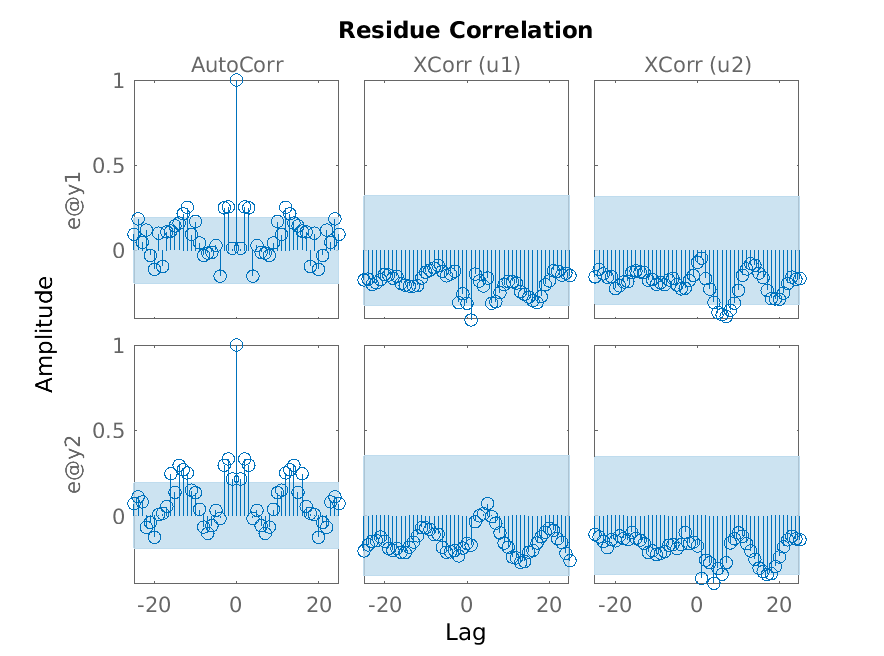 Residue Correlation
AutoCorr XCorr (u1) XCorr (u2)
1
0.5
0
e@y1
Amplitude
1
0.5
0
e@y2
-20 0 20 -20 0 20 -20 0 20
Lag